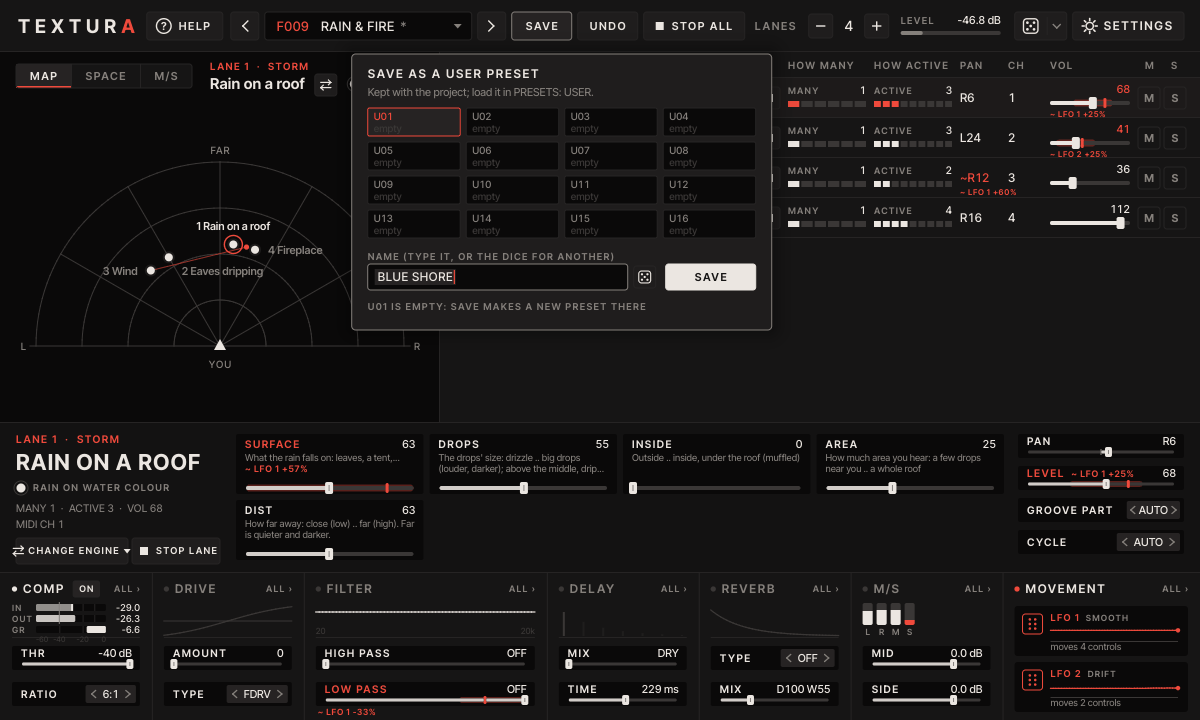 TEXTURA
HELP
F009 RAIN & FIRE *
SAVE
UNDO
STOP ALL
LANES
4
LEVEL -46.8 dB
SETTINGS
MAP
SPACE
M/S
LANE 1 · STORM
Rain on a roof
FAR
1 Rain on a roof
4 Fireplace
3 Wind
2 Eaves dripping
L
R
YOU
SAVE AS A USER PRESET
Kept with the project; load it in PRESETS: USER.
U01
empty
U02
empty
U03
empty
U04
empty
U05
empty
U06
empty
U07
empty
U08
empty
U09
empty
U10
empty
U11
empty
U12
empty
U13
empty
U14
empty
U15
empty
U16
empty
NAME (TYPE IT, OR THE DICE FOR ANOTHER)
BLUE SHORE
SAVE
U01 IS EMPTY: SAVE MAKES A NEW PRESET THERE
HOW MANY
HOW ACTIVE
PAN
CH
VOL
M
S
MANY 1
ACTIVE 3
R6
1
68
~ LFO 1 +25%
M
S
MANY 1
ACTIVE 3
L24
2
41
~ LFO 2 +25%
M
S
MANY 1
ACTIVE 2
~R12
~ LFO 1 +60%
3
36
M
S
MANY 1
ACTIVE 4
R16
4
112
M
S
LANE 1 · STORM
RAIN ON A ROOF
RAIN ON WATER COLOUR
MANY 1 · ACTIVE 3 · VOL 68
MIDI CH 1
CHANGE ENGINE
STOP LANE
SURFACE 63
What the rain falls on: leaves, a tent,...
~ LFO 1 +57%
DROPS 55
The drops' size: drizzle .. big drops
(louder, darker); above the middle, drip...
INSIDE 0
Outside .. inside, under the roof (muffled)
AREA 25
How much area you hear: a few drops
near you .. a whole roof
DIST 63
How far away: close (low) .. far (high). Far
is quieter and darker.
PAN R6
LEVEL ~ LFO 1 +25% 68
GROOVE PART < AUTO >
CYCLE < AUTO >
COMP ON ALL ›
IN -29.0
OUT -26.3
GR -6.6
-60 -40 -20 0
THR -40 dB
RATIO < 6:1 >
DRIVE ALL ›
AMOUNT 0
TYPE < FDRV >
FILTER ALL ›
20 20k
HIGH PASS OFF
LOW PASS OFF
~ LFO 1 -33%
DELAY ALL ›
MIX DRY
TIME 229 ms
REVERB ALL ›
TYPE < OFF >
MIX D100 W55
M/S ALL ›
L R M S
MID 0.0 dB
SIDE 0.0 dB
MOVEMENT ALL ›
LFO 1 SMOOTH
moves 4 controls
LFO 2 DRIFT
moves 2 controls